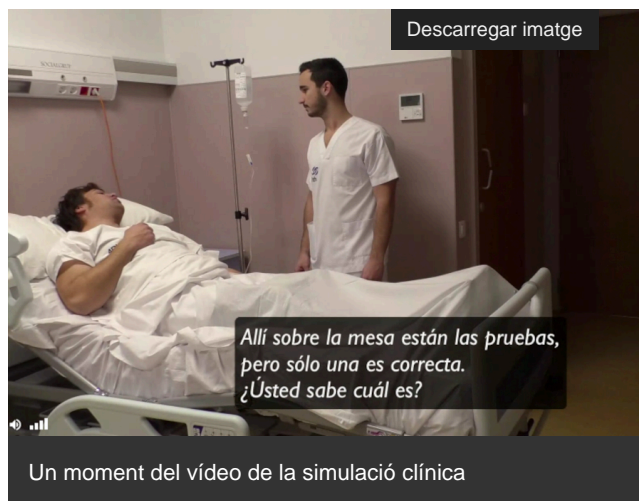 Descarregar imatge
Allí sobre la mesa están las pruebas,
pero sólo una es correcta.
¿Ústed sabe cuál es?
Un moment del vídeo de la simulació clínica